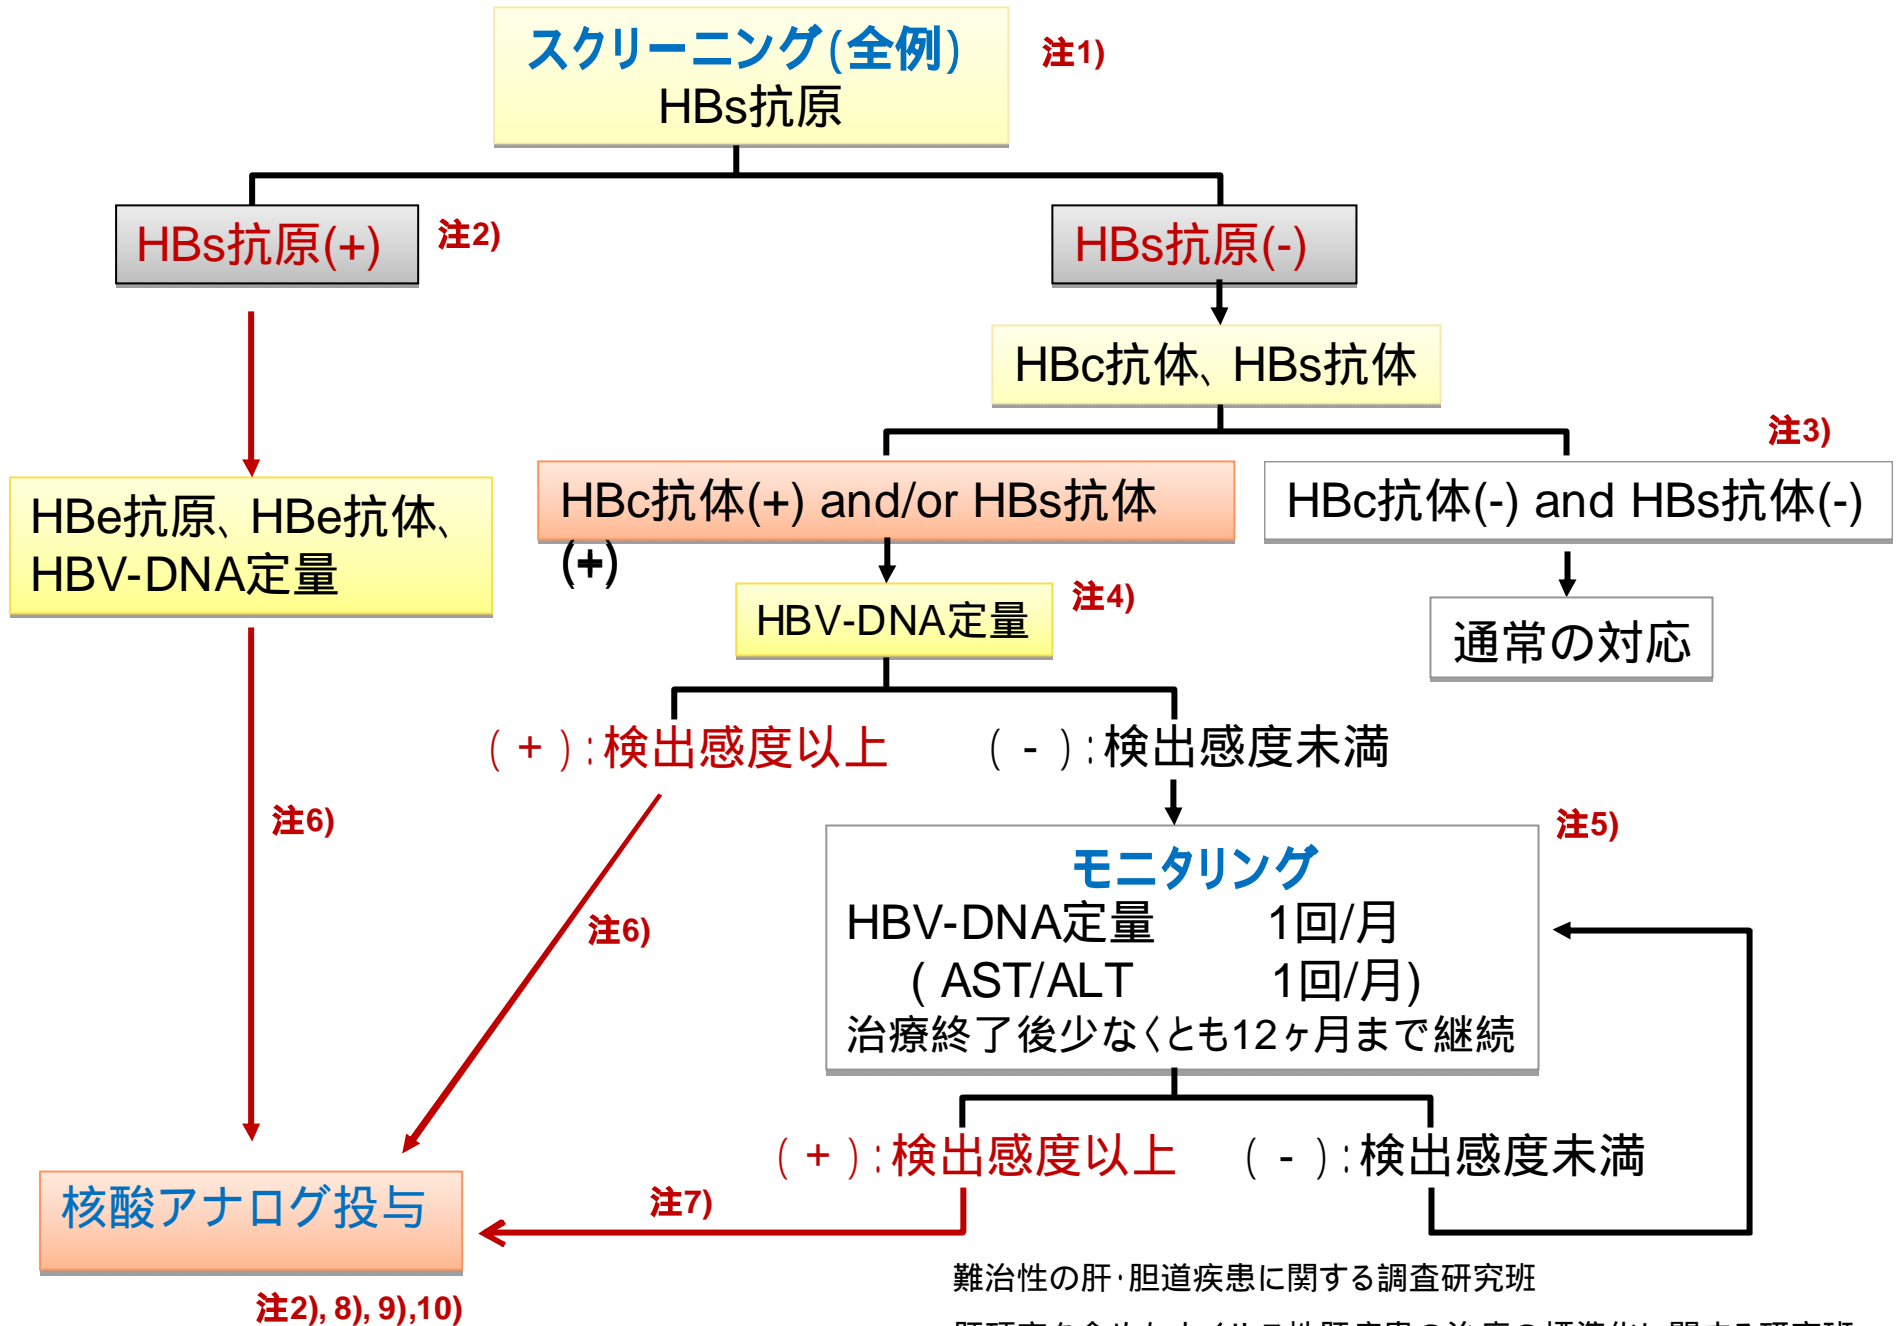 スクリーニング(全例)
注1)
HBs抗原
HBs抗原(+)
注2)
HBs抗原(-)
HBc抗体、HBs抗体
注3)
HBe抗原、HBe抗体、
HBV-DNA定量
HBc抗体(+) and/or HBs抗体
(+)
HBc抗体(-) and HBs抗体(-)
HBV-DNA定量
注4)
通常の対応
(+):検出感度以上
(-):検出感度未満
注6)
注6)
注5)
モニタリング
HBV-DNA定量 1回/月
(AST/ALT 1回/月)
治療終了後少なくとも12ヶ月まで継続
(+):検出感度以上
(-):検出感度未満
注7)
核酸アナログ投与
注2), 8), 9),10)
難治性の肝・胆道疾患に関する調査研究班